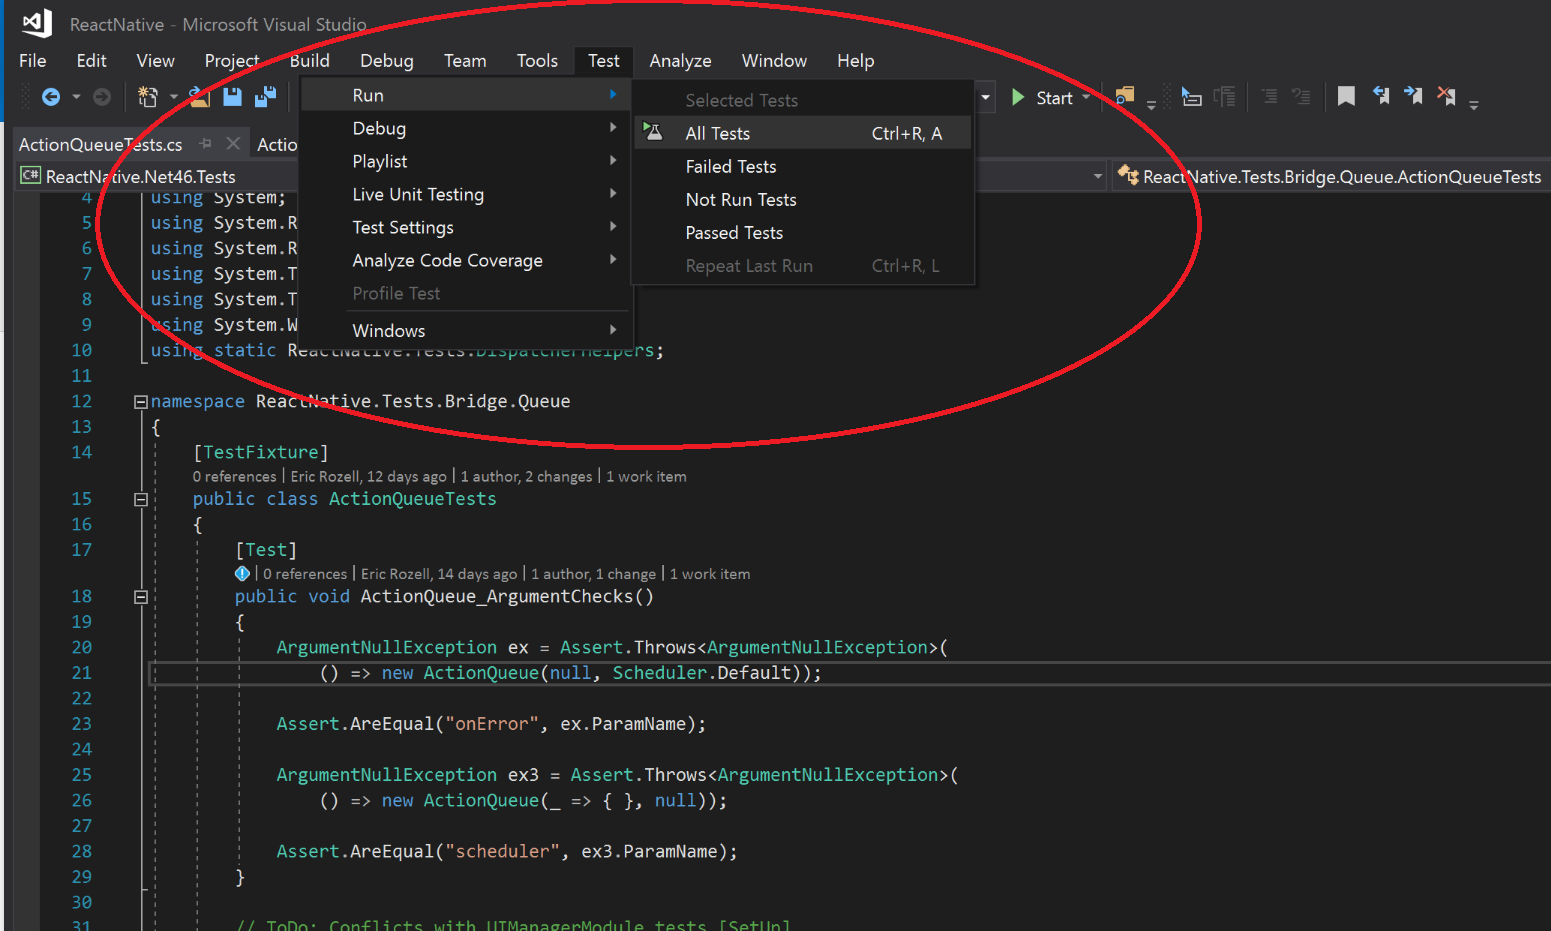 ReactNative - Microsoft Visual Studio
File Edit View Project Build Debug Team Tools Test Analyze Window Help
Start
Run
Debug
Playlist
Live Unit Testing
Test Settings
Analyze Code Coverage
Profile Test
Windows
Selected Tests
All Tests Ctrl+R, A
Failed Tests
Not Run Tests
Passed Tests
Repeat Last Run Ctrl+R, L
ActionQueueTests.cs Actio
C# ReactNative.Net46.Tests ReactNative.Tests.Bridge.Queue.ActionQueueTests
4 using System;
5 using System.R
6 using System.R
7 using System.T
8 using System.T
9 using System.W
10 using static ReactNative.Tests.DispatcherHelpers;
11
12 namespace ReactNative.Tests.Bridge.Queue
13 {
14 [TestFixture]
0 references | Eric Rozell, 12 days ago | 1 author, 2 changes | 1 work item
15 public class ActionQueueTests
16 {
17 [Test]
| 0 references | Eric Rozell, 14 days ago | 1 author, 1 change | 1 work item
18 public void ActionQueue_ArgumentChecks()
19 {
20 ArgumentNullException ex = Assert.Throws<ArgumentNullException>(
21 () => new ActionQueue(null, Scheduler.Default));
22
23 Assert.AreEqual("onError", ex.ParamName);
24
25 ArgumentNullException ex3 = Assert.Throws<ArgumentNullException>(
26 () => new ActionQueue(_ => { }, null));
27
28 Assert.AreEqual("scheduler", ex3.ParamName);
29 }
30
31 // ToDo: Conflicts with UIManagerModule tests [SetUp]